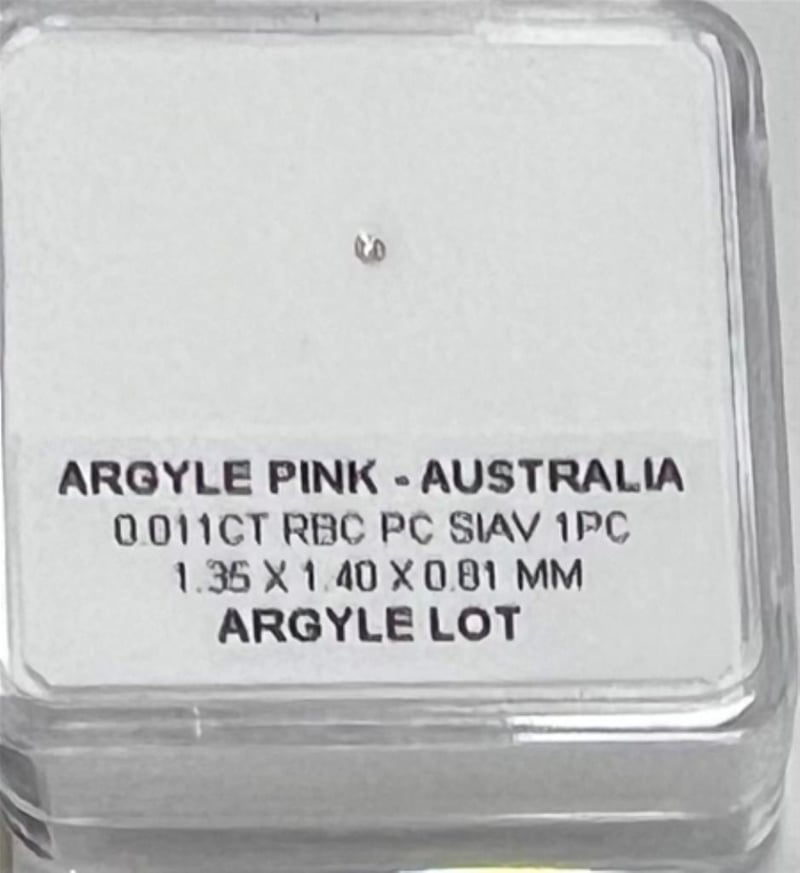 ARGYLE PINK - AUSTRALIA
0.011CT RBC PC SIAV 1PC
1.35 X 1.40 X 0.81 MM
ARGYLE LOT